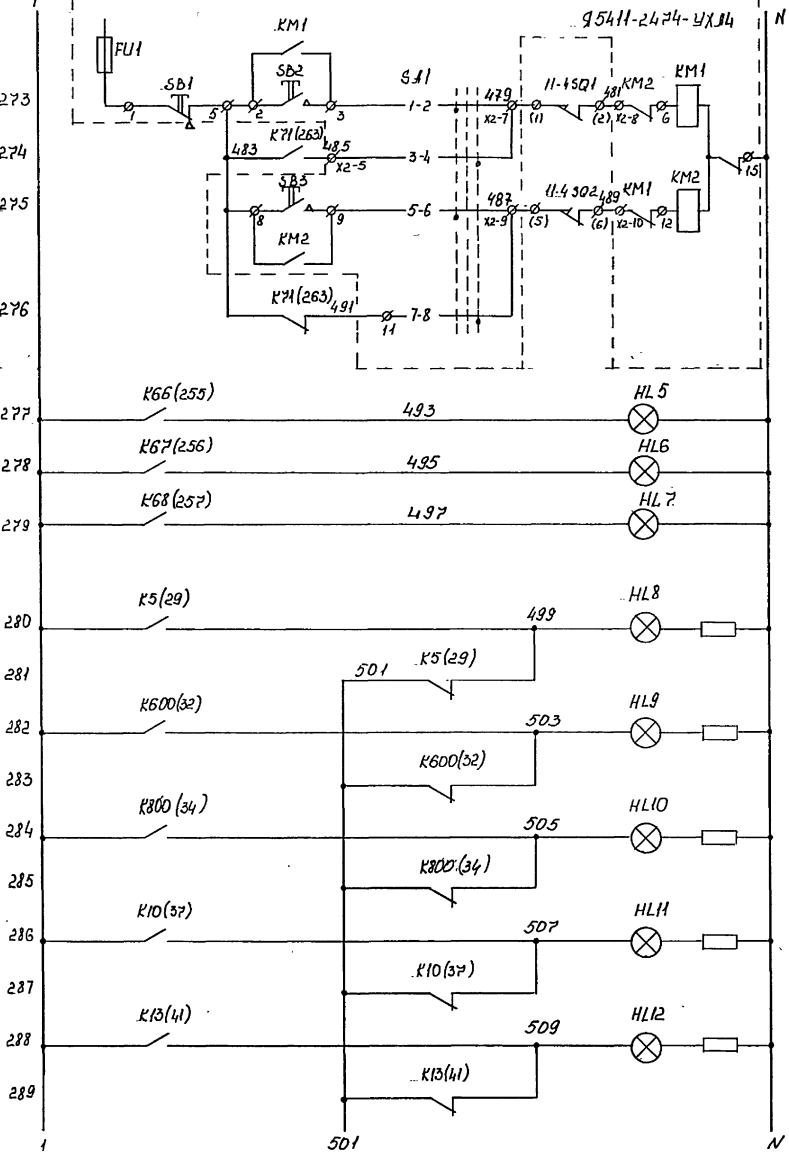 Я5411-2474-УХЛ4 N
FU1 KM1
SB1 SB2 SA1 11-4SQ1 KM2 KM1
273 1 5 2 3 1-2 479 X2-7 (1) (2) 481 X2-8 6
274 483 K71(263) 485 X2-5 3-4 15
SB3 11-4SQ2 KM1 KM2
275 8 9 5-6 487 X2-9 (5) (6) 489 X2-10 12
KM2
276 K71(263) 491 11 7-8
277 K66(255) 493 HL5
278 K67(256) 495 HL6
279 K68(257) 497 HL7
280 K5(29) 499 HL8
281 501 K5(29)
282 K600(32) 503 HL9
283 K600(32)
284 K800(34) 505 HL10
285 K800(34)
286 K10(37) 507 HL11
287 K10(37)
288 K13(41) 509 HL12
289 K13(41)
1 501 N